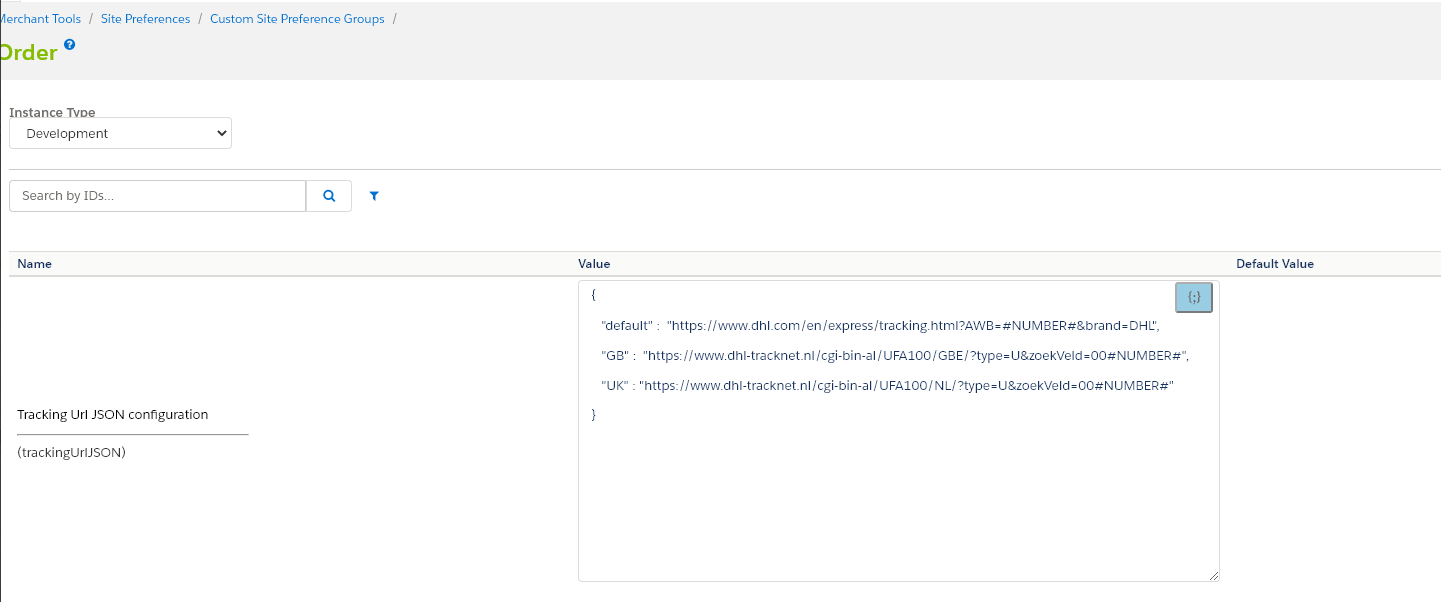 Merchant Tools / Site Preferences / Custom Site Preference Groups /
Order ?
Instance Type
Development
Search by IDs...
Name Value Default Value
{
{;}
"default" : "https://www.dhl.com/en/express/tracking.html?AWB=#NUMBER#&brand=DHL",
"GB" : "https://www.dhl-tracknet.nl/cgi-bin-al/UFA100/GBE/?type=U&zoekVeld=00#NUMBER#",
"UK" : "https://www.dhl-tracknet.nl/cgi-bin-al/UFA100/NL/?type=U&zoekVeld=00#NUMBER#"
}
Tracking Url JSON configuration
(trackingUrlJSON)